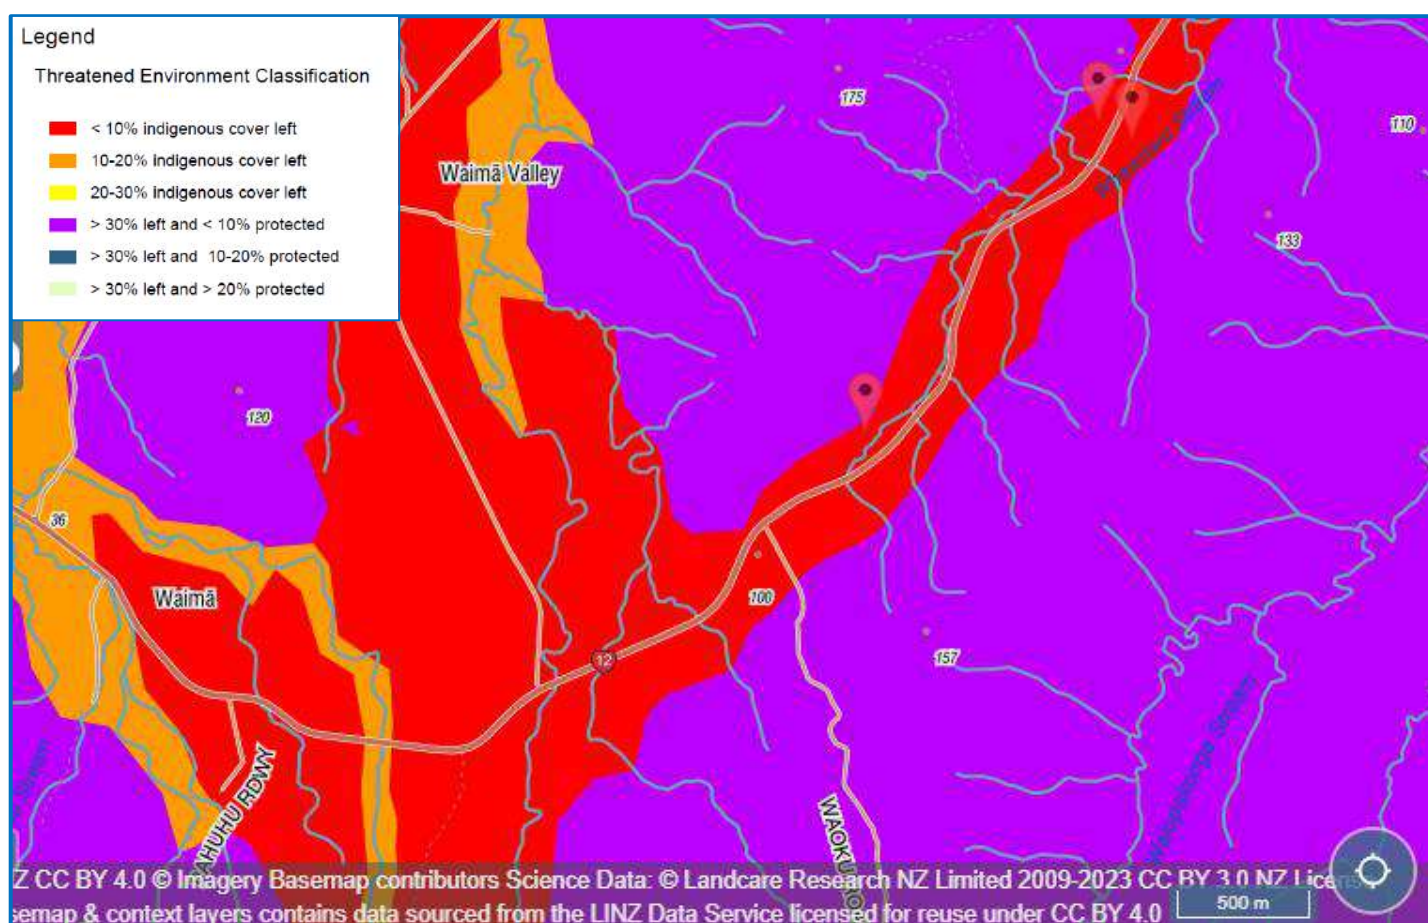 Legend
Threatened Environment Classification
< 10% indigenous cover left
10-20% indigenous cover left
20-30% indigenous cover left
> 30% left and < 10% protected
> 30% left and 10-20% protected
> 30% left and > 20% protected
175
110
Waimā Valley
133
120
36
Waimā
100
12
157
Stream
AHUHU RDWY
WAOKU
Z CC BY 4.0 © Imagery Basemap contributors Science Data: © Landcare Research NZ Limited 2009-2023 CC BY 3.0 NZ Licen
semap & context layers contains data sourced from the LINZ Data Service licensed for reuse under CC BY 4.0
500 m